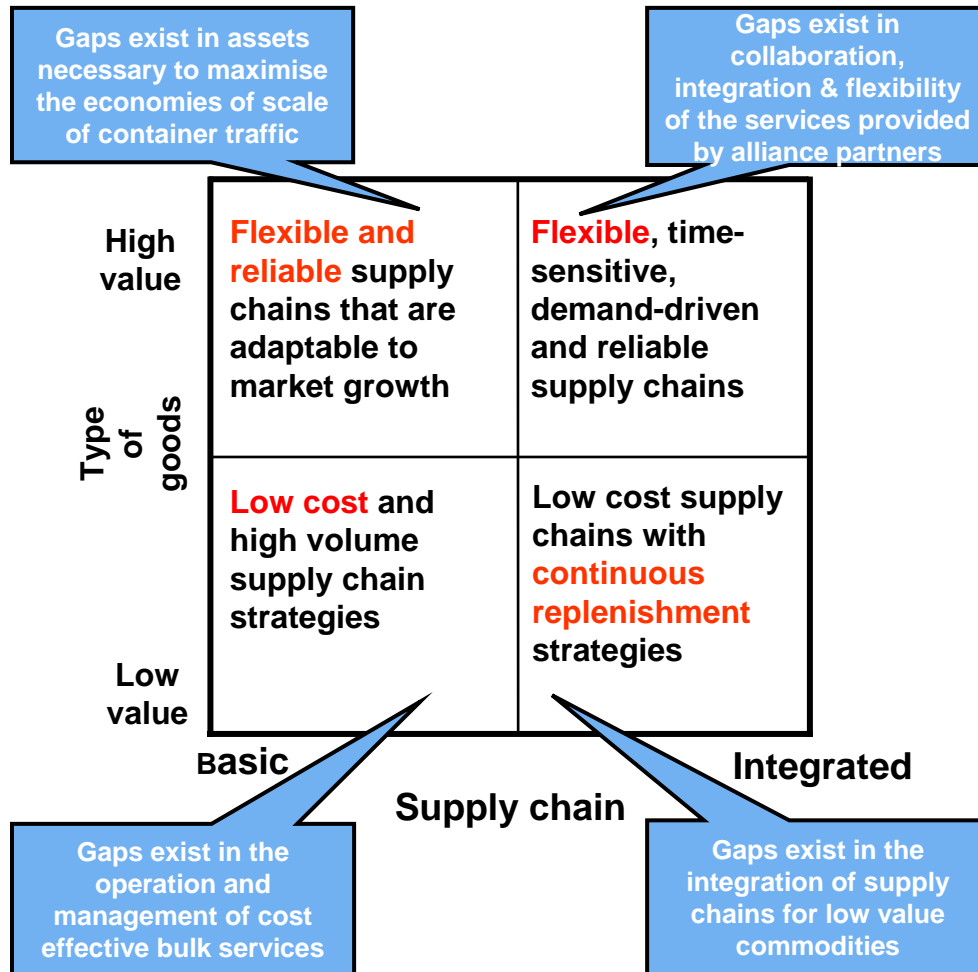 Gaps exist in assets
necessary to maximise
the economies of scale
of container traffic
Gaps exist in
collaboration,
integration & flexibility
of the services provided
by alliance partners
High
value
Flexible and
reliable supply
chains that are
adaptable to
market growth
Flexible, time-
sensitive,
demand-driven
and reliable
supply chains
Type
of
goods
Low cost and
high volume
supply chain
strategies
Low cost supply
chains with
continuous
replenishment
strategies
Low
value
Basic
Integrated
Supply chain
Gaps exist in the
operation and
management of cost
effective bulk services
Gaps exist in the
integration of supply
chains for low value
commodities